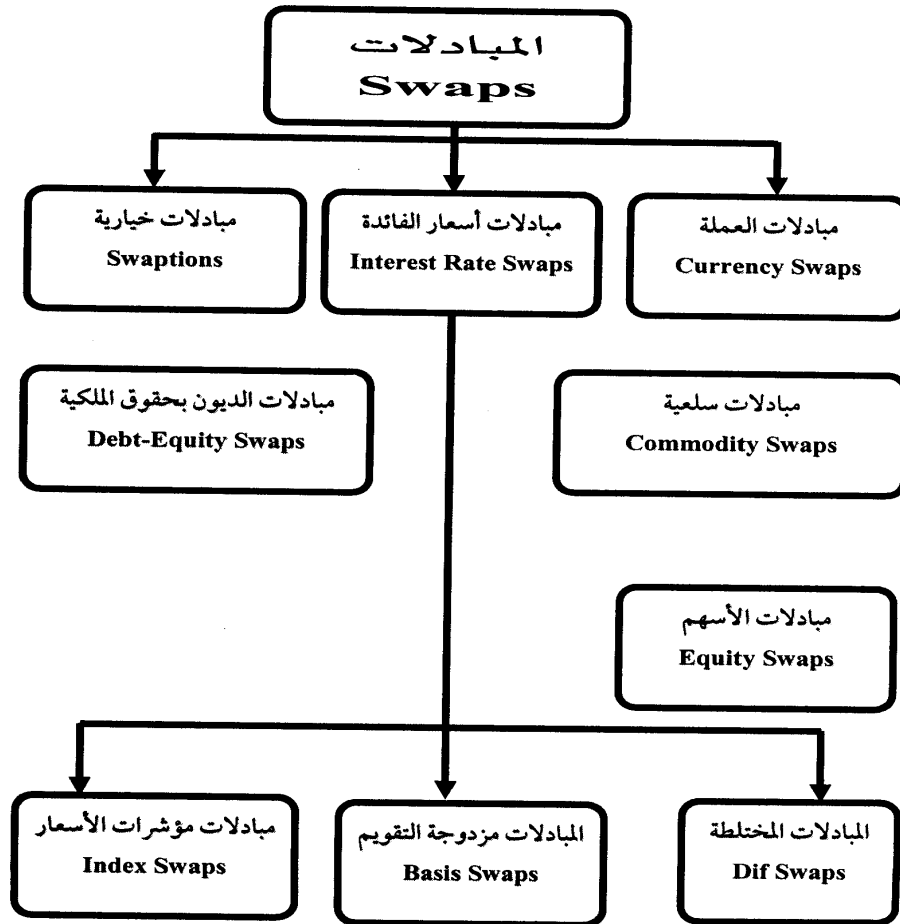 المبادلات
Swaps
مبادلات العملة
Currency Swaps
مبادلات أسعار الفائدة
Interest Rate Swaps
مبادلات خيارية
Swaptions
مبادلات سلعية
Commodity Swaps
مبادلات الديون بحقوق الملكية
Debt-Equity Swaps
مبادلات الأسهم
Equity Swaps
المبادلات المختلطة
Dif Swaps
المبادلات مزدوجة التقويم
Basis Swaps
مبادلات مؤشرات الأسعار
Index Swaps